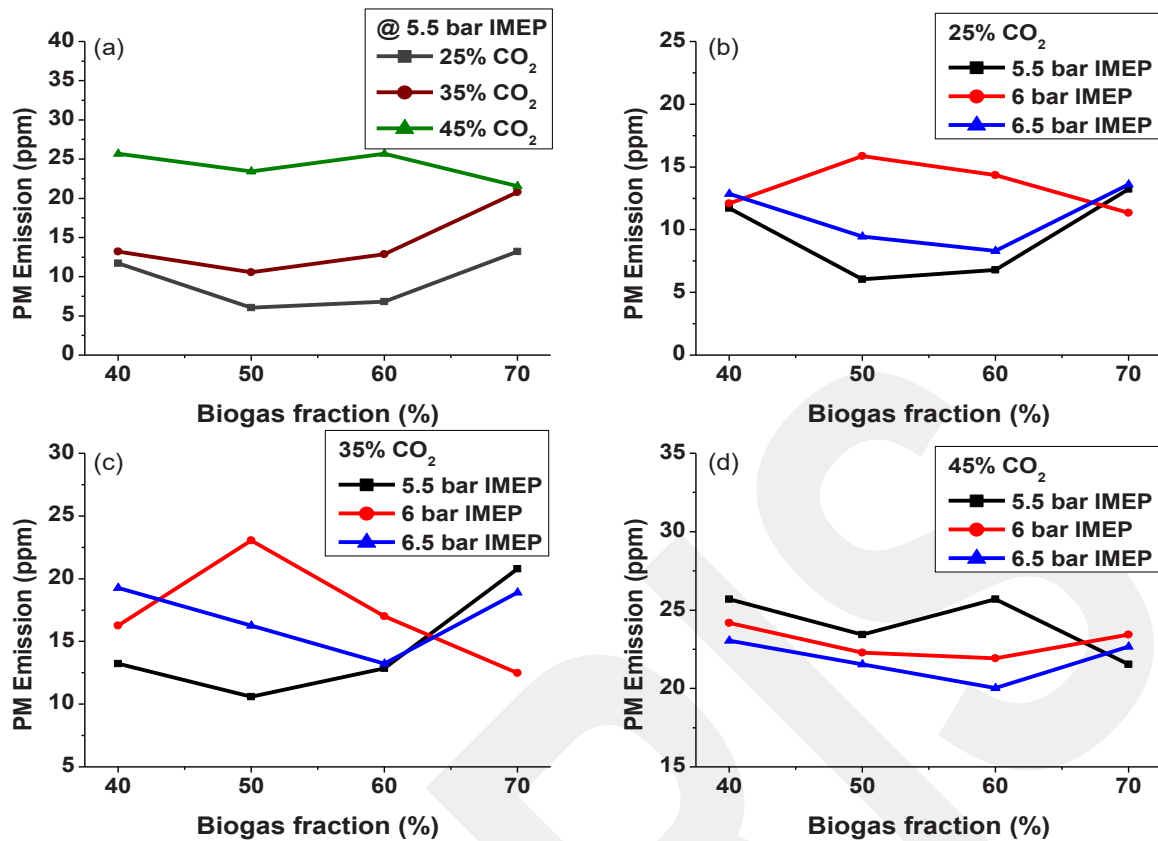 (a)
@ 5.5 bar IMEP
25% CO2
35% CO2
45% CO2
40
35
30
25
20
15
10
5
0
PM Emission (ppm)
40 50 60 70
Biogas fraction (%)
(b)
25% CO2
5.5 bar IMEP
6 bar IMEP
6.5 bar IMEP
25
20
15
10
5
0
PM Emission (ppm)
40 50 60 70
Biogas fraction (%)
(c)
35% CO2
5.5 bar IMEP
6 bar IMEP
6.5 bar IMEP
30
25
20
15
10
5
PM Emission (ppm)
40 50 60 70
Biogas fraction (%)
(d)
45% CO2
5.5 bar IMEP
6 bar IMEP
6.5 bar IMEP
35
30
25
20
15
PM Emission (ppm)
40 50 60 70
Biogas fraction (%)